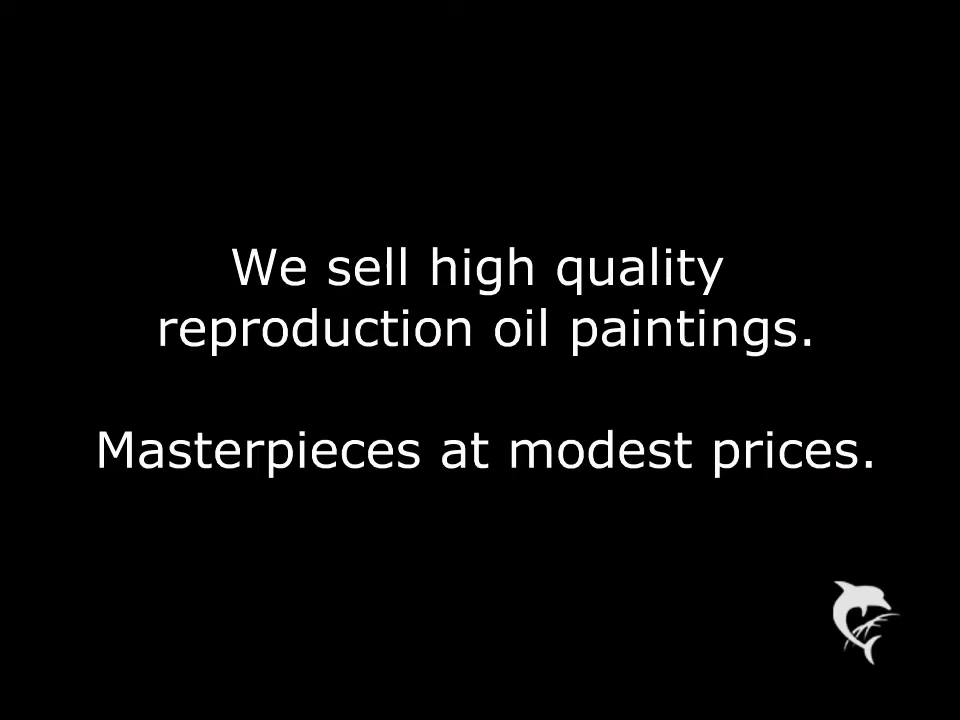 We sell high quality
reproduction oil paintings.
Masterpieces at modest prices.